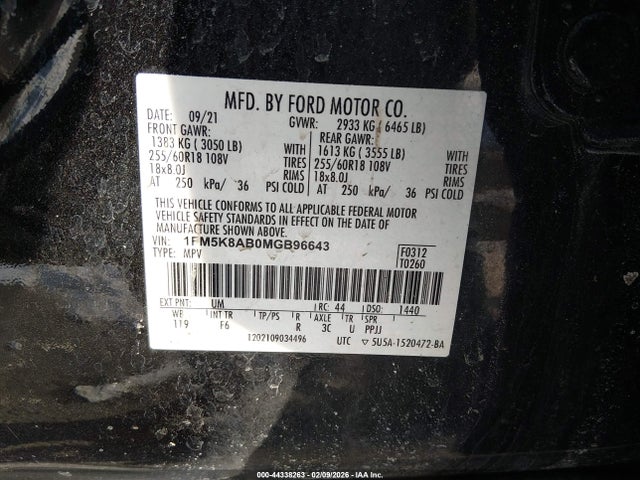 MFD. BY FORD MOTOR CO.
DATE: 09/21 GVWR: 2933 KG ( 6465 LB)
FRONT GAWR: REAR GAWR:
1383 KG ( 3050 LB) WITH 1613 KG ( 3555 LB) WITH
255/60R18 108V TIRES 255/60R18 108V TIRES
18x8.0J RIMS 18x8.0J RIMS
AT 250 kPa/ 36 PSI COLD AT 250 kPa/ 36 PSI COLD
THIS VEHICLE CONFORMS TO ALL APPLICABLE FEDERAL MOTOR
VEHICLE SAFETY STANDARDS IN EFFECT ON THE DATE OF
MANUFACTURE SHOWN ABOVE.
VIN: 1FM5K8AB0MGB96643 F0312
TYPE: MPV T0260
EXT PNT: UM RC: 44 DSO: 1440
WB INT TR TP/PS R AXLE TR SPR
119 F6 R 3C U PPJJ
1202109034496 UTC ▽ 5U5A-1520472-BA
000-44338263 - 02/09/2026 - IAA Inc.